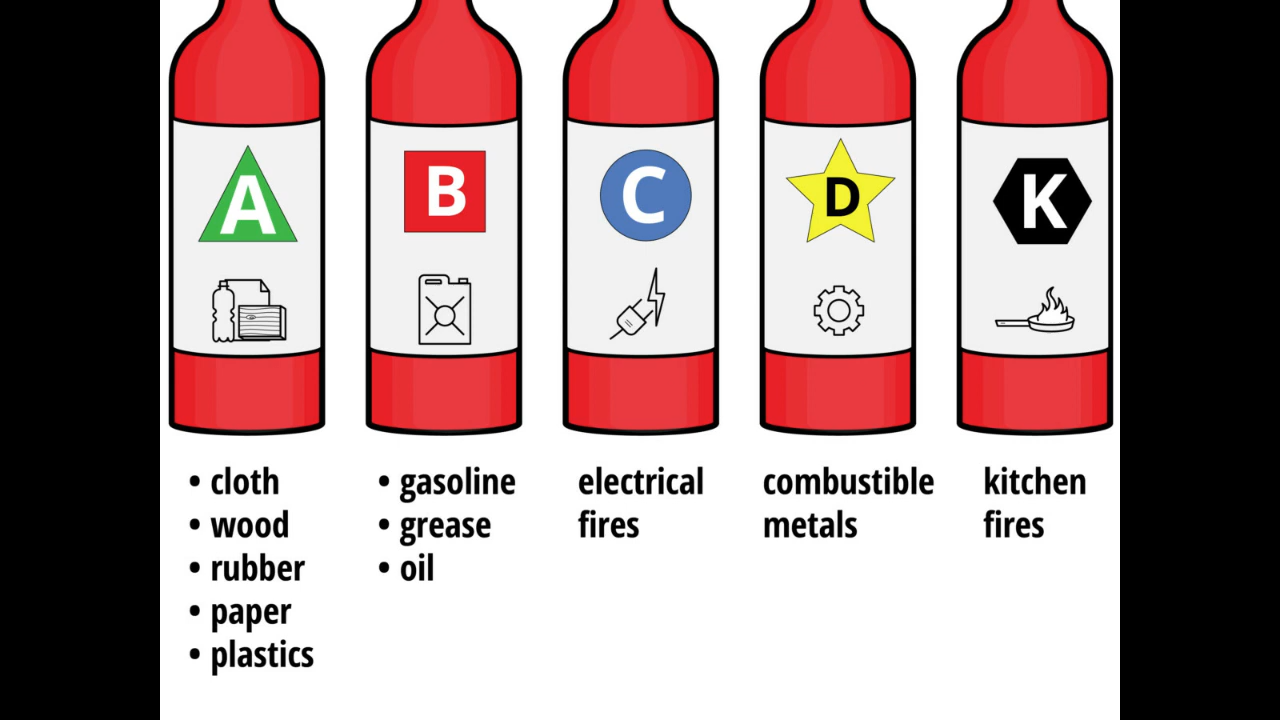 A
B
C
D
K
• cloth
• wood
• rubber
• paper
• plastics
• gasoline
• grease
• oil
electrical
fires
combustible
metals
kitchen
fires